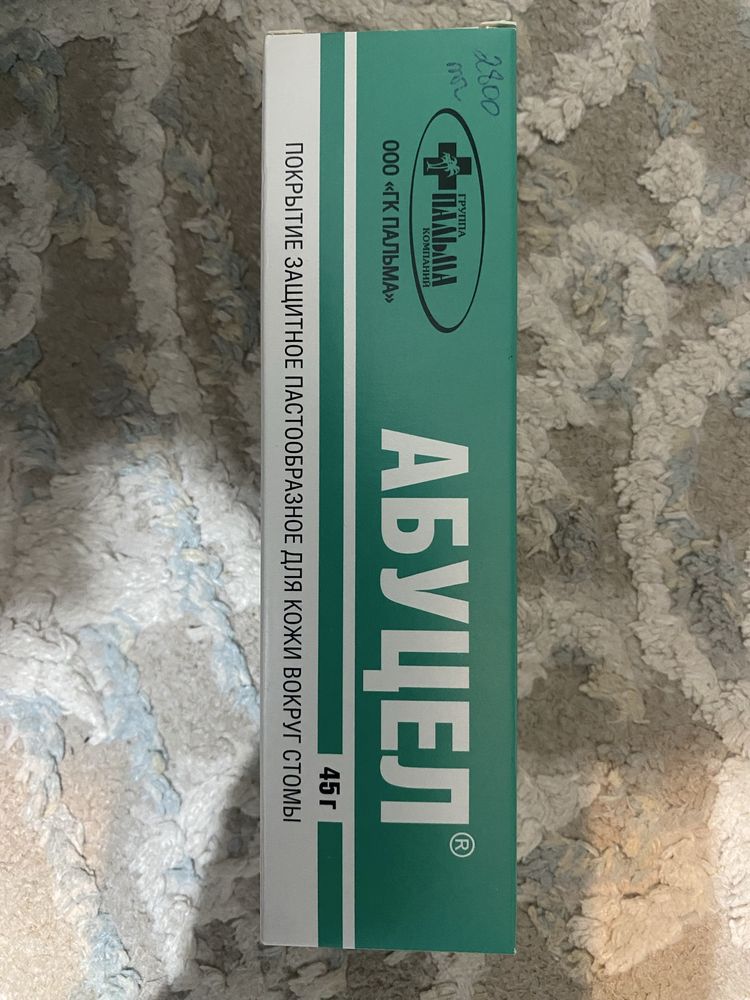 2800
ГРУППА
ПАЛЬМА
КОМПАНИЙ
ООО «ГК ПАЛЬМА»
АБУЦЕЛ®
45 г
ПОКРЫТИЕ ЗАЩИТНОЕ ПАСТООБРАЗНОЕ ДЛЯ КОЖИ ВОКРУГ СТОМЫ